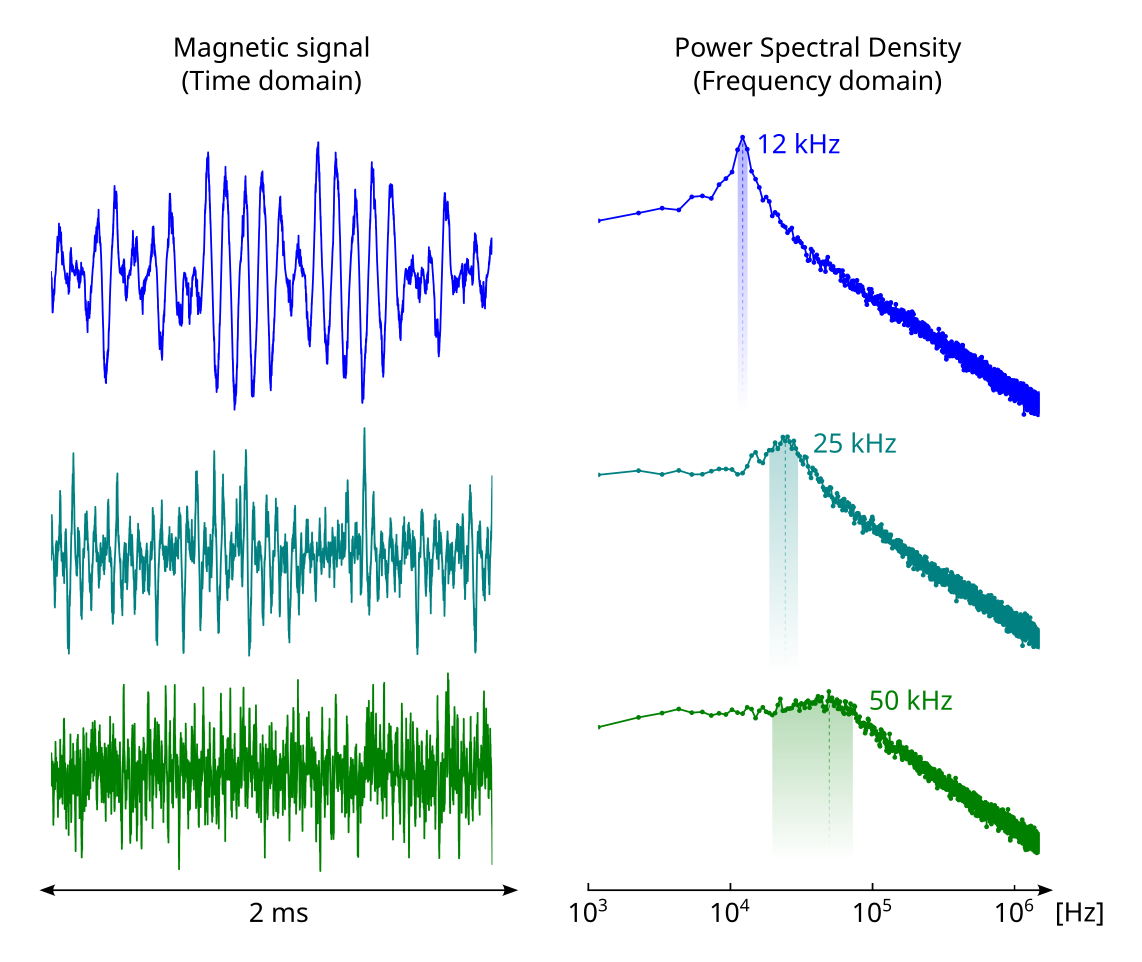 Magnetic signal
(Time domain)
Power Spectral Density
(Frequency domain)
12 kHz
25 kHz
50 kHz
2 ms
10³ 10⁴ 10⁵ 10⁶ [Hz]